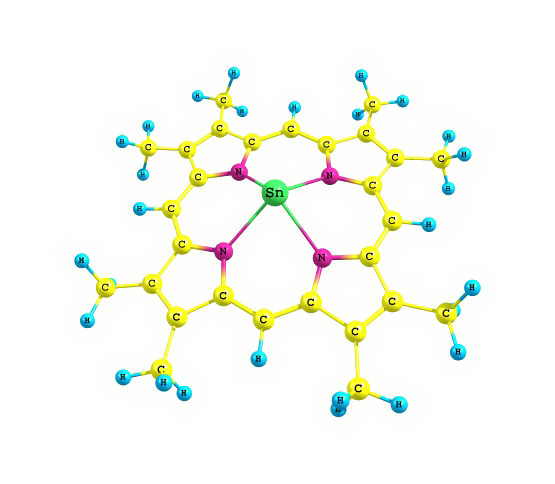 H H
H C C H
H H H
H C C C H
H C C C C C C H
H C N N C H
Sn
H C C H
H C N N C
C C C C C H
H C C C C
H H
H C C
H H H H